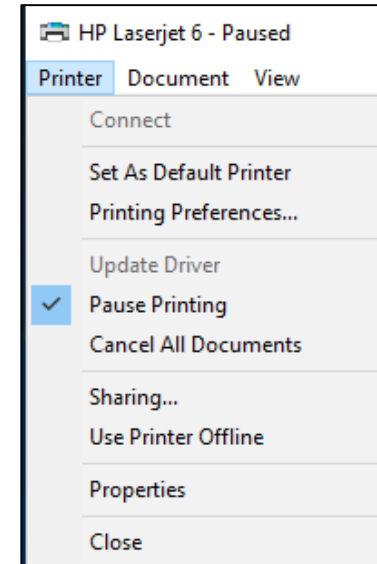 HP Laserjet 6 - Paused
Printer Document View
Connect
Set As Default Printer
Printing Preferences...
Update Driver
Pause Printing
Cancel All Documents
Sharing...
Use Printer Offline
Properties
Close